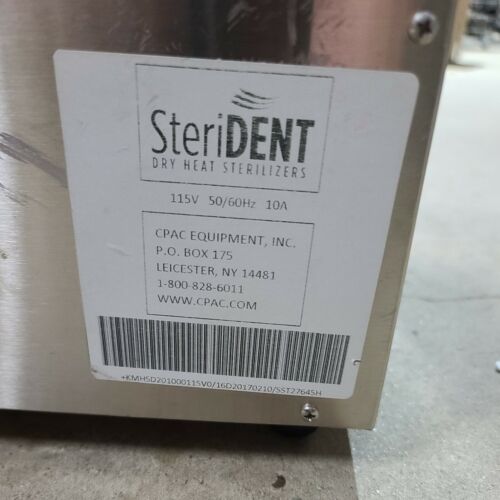 SteriDENT
DRY HEAT STERILIZERS
115V 50/60Hz 10A
CPAC EQUIPMENT, INC.
P.O. BOX 175
LEICESTER, NY 14481
1-800-828-6011
WWW.CPAC.COM
+KMHSD201000115V0/16D20170210/SST27645H